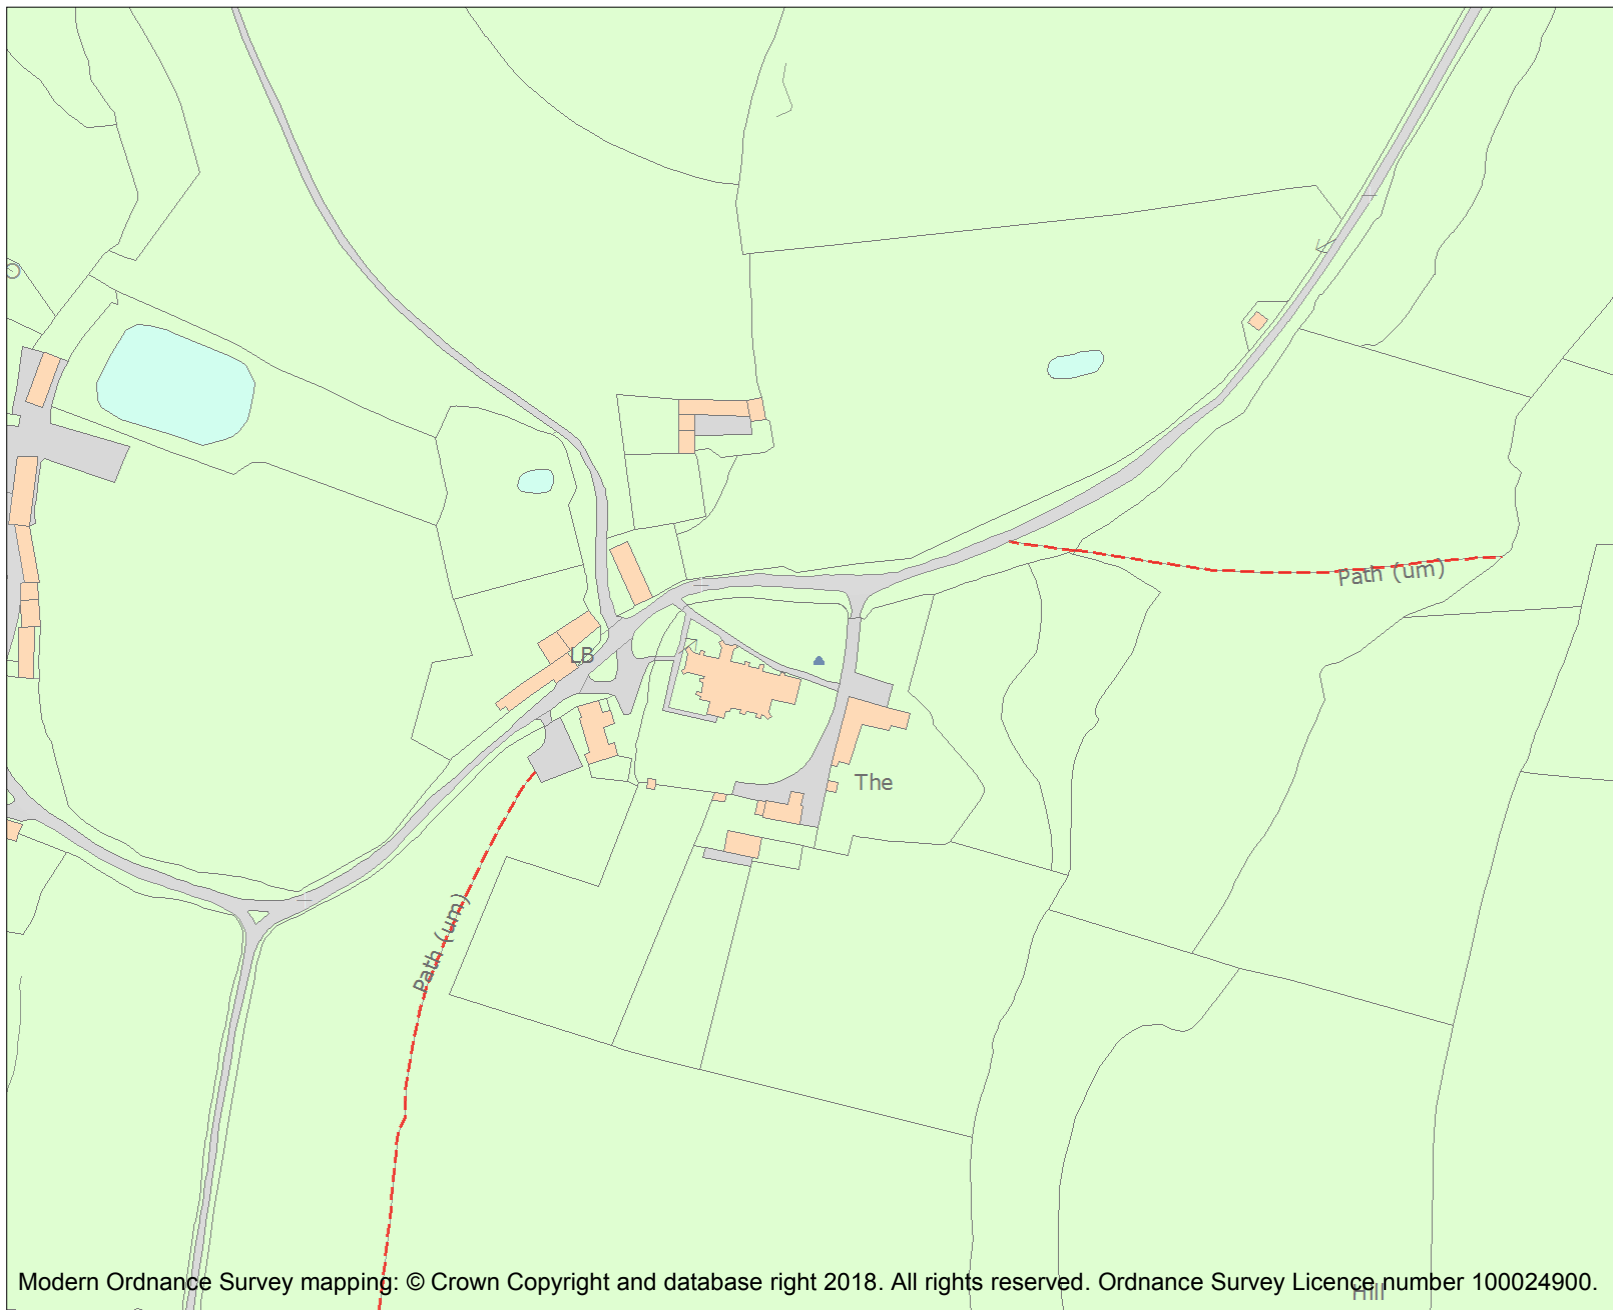 Path (um)
LB
The
Path (um)
Modern Ordnance Survey mapping: © Crown Copyright and database right 2018. All rights reserved. Ordnance Survey Licence number 100024900.
Hill